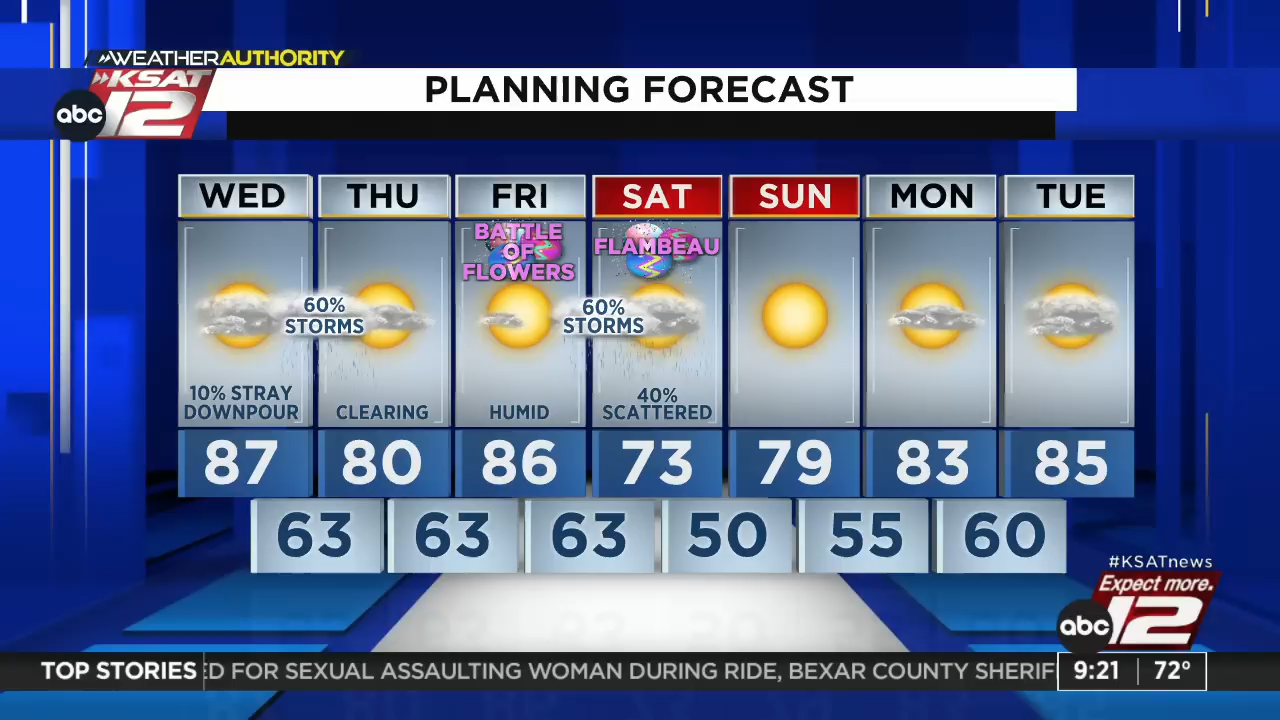 WEATHERAUTHORITY
KSAT
abc
12
PLANNING FORECAST
WED THU FRI SAT SUN MON TUE
BATTLE
OF
FLOWERS
FLAMBEAU
60%
STORMS
60%
STORMS
10% STRAY
DOWNPOUR
CLEARING
HUMID
40%
SCATTERED
87 80 86 73 79 83 85
63 63 63 50 55 60
#KSATnews
Expect more.
abc
12
TOP STORIES ED FOR SEXUAL ASSAULTING WOMAN DURING RIDE, BEXAR COUNTY SHERIF 9:21 72°